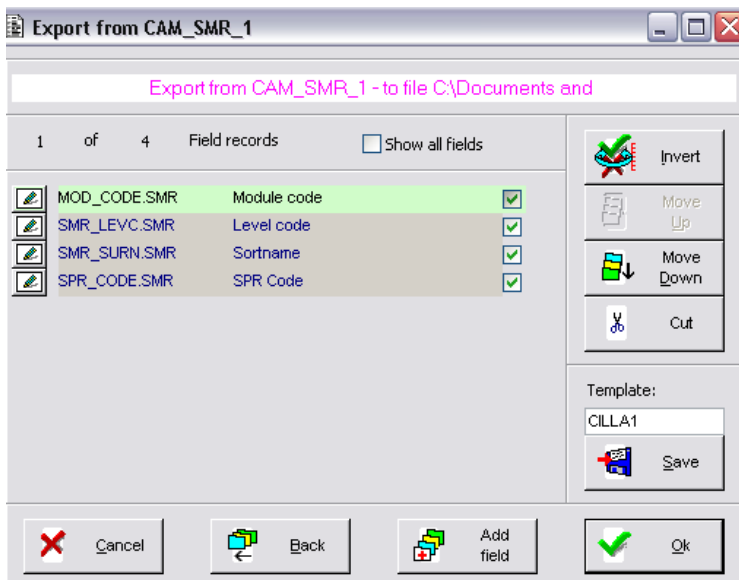 Export from CAM_SMR_1
Export from CAM_SMR_1 - to file C:\Documents and
1 of 4 Field records Show all fields
MOD_CODE.SMR Module code
SMR_LEVC.SMR Level code
SMR_SURN.SMR Sortname
SPR_CODE.SMR SPR Code
Invert
Move
Up
Move
Down
Cut
Template:
CILLA1
Save
Cancel
Back
Add
field
Ok